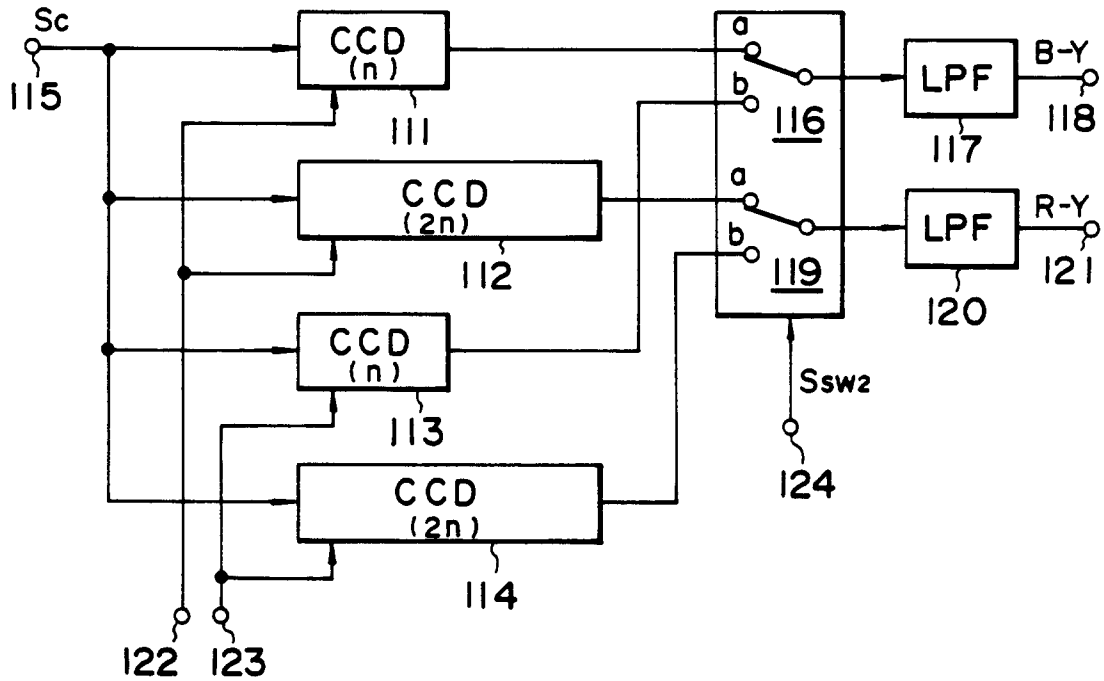 Sc
115
CCD
(n)
111
a
b
116
LPF
117
B-Y
118
CCD
(2n)
112
a
b
119
LPF
120
R-Y
121
CCD
(n)
113
SSW2
124
CCD
(2n)
114
122
123